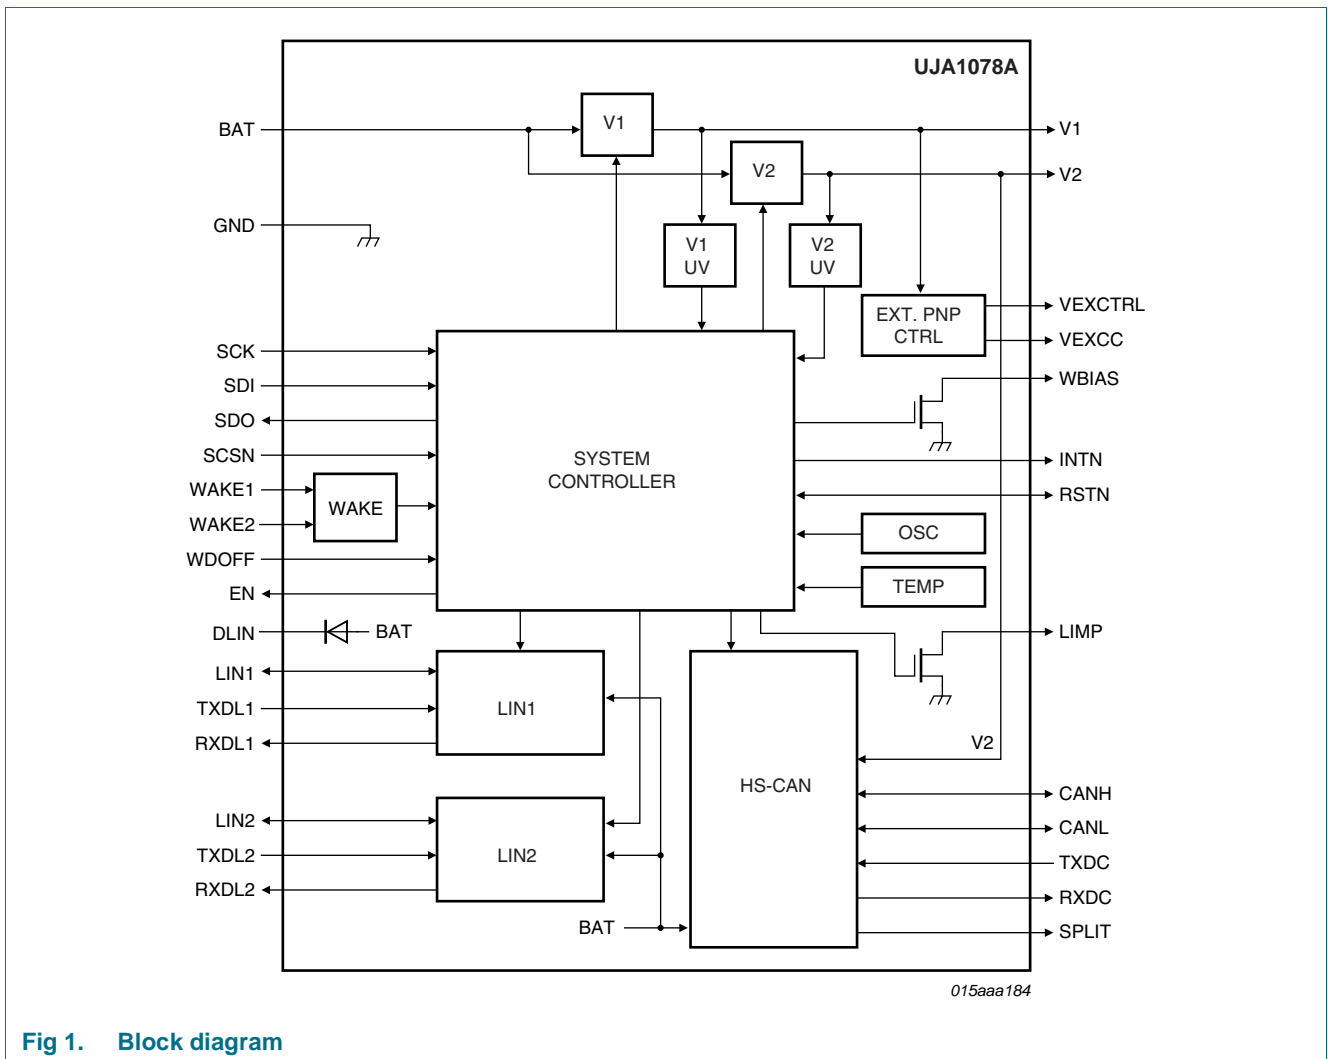 UJA1078A
BAT
V1
V1
V2
V2
GND
V1
UV
V2
UV
EXT. PNP
CTRL
VEXCTRL
VEXCC
SCK
SDI
SDO
SCSN
WAKE1
WAKE2
WAKE
WDOFF
EN
SYSTEM
CONTROLLER
WBIAS
INTN
RSTN
OSC
TEMP
DLIN
BAT
LIMP
LIN1
TXDL1
RXDL1
LIN1
V2
HS-CAN
LIN2
TXDL2
RXDL2
LIN2
BAT
CANH
CANL
TXDC
RXDC
SPLIT
015aaa184
Fig 1. Block diagram